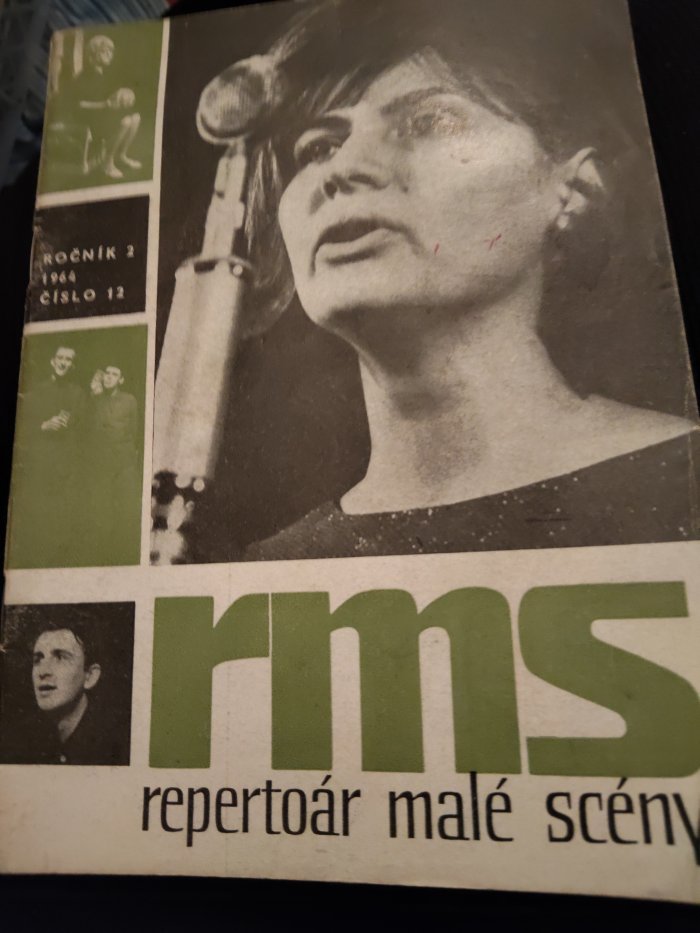 ROČNÍK 2
1964
ČÍSLO 12
rms
repertoár malé scény